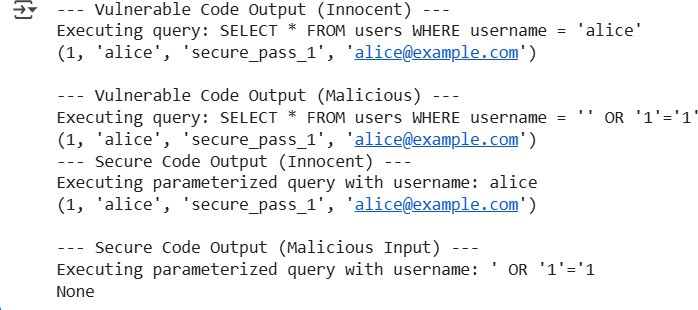 --- Vulnerable Code Output (Innocent) ---
Executing query: SELECT * FROM users WHERE username = 'alice'
(1, 'alice', 'secure_pass_1', 'alice@example.com')
--- Vulnerable Code Output (Malicious) ---
Executing query: SELECT * FROM users WHERE username = '' OR '1'='1'
(1, 'alice', 'secure_pass_1', 'alice@example.com')
--- Secure Code Output (Innocent) ---
Executing parameterized query with username: alice
(1, 'alice', 'secure_pass_1', 'alice@example.com')
--- Secure Code Output (Malicious Input) ---
Executing parameterized query with username: ' OR '1'='1
None